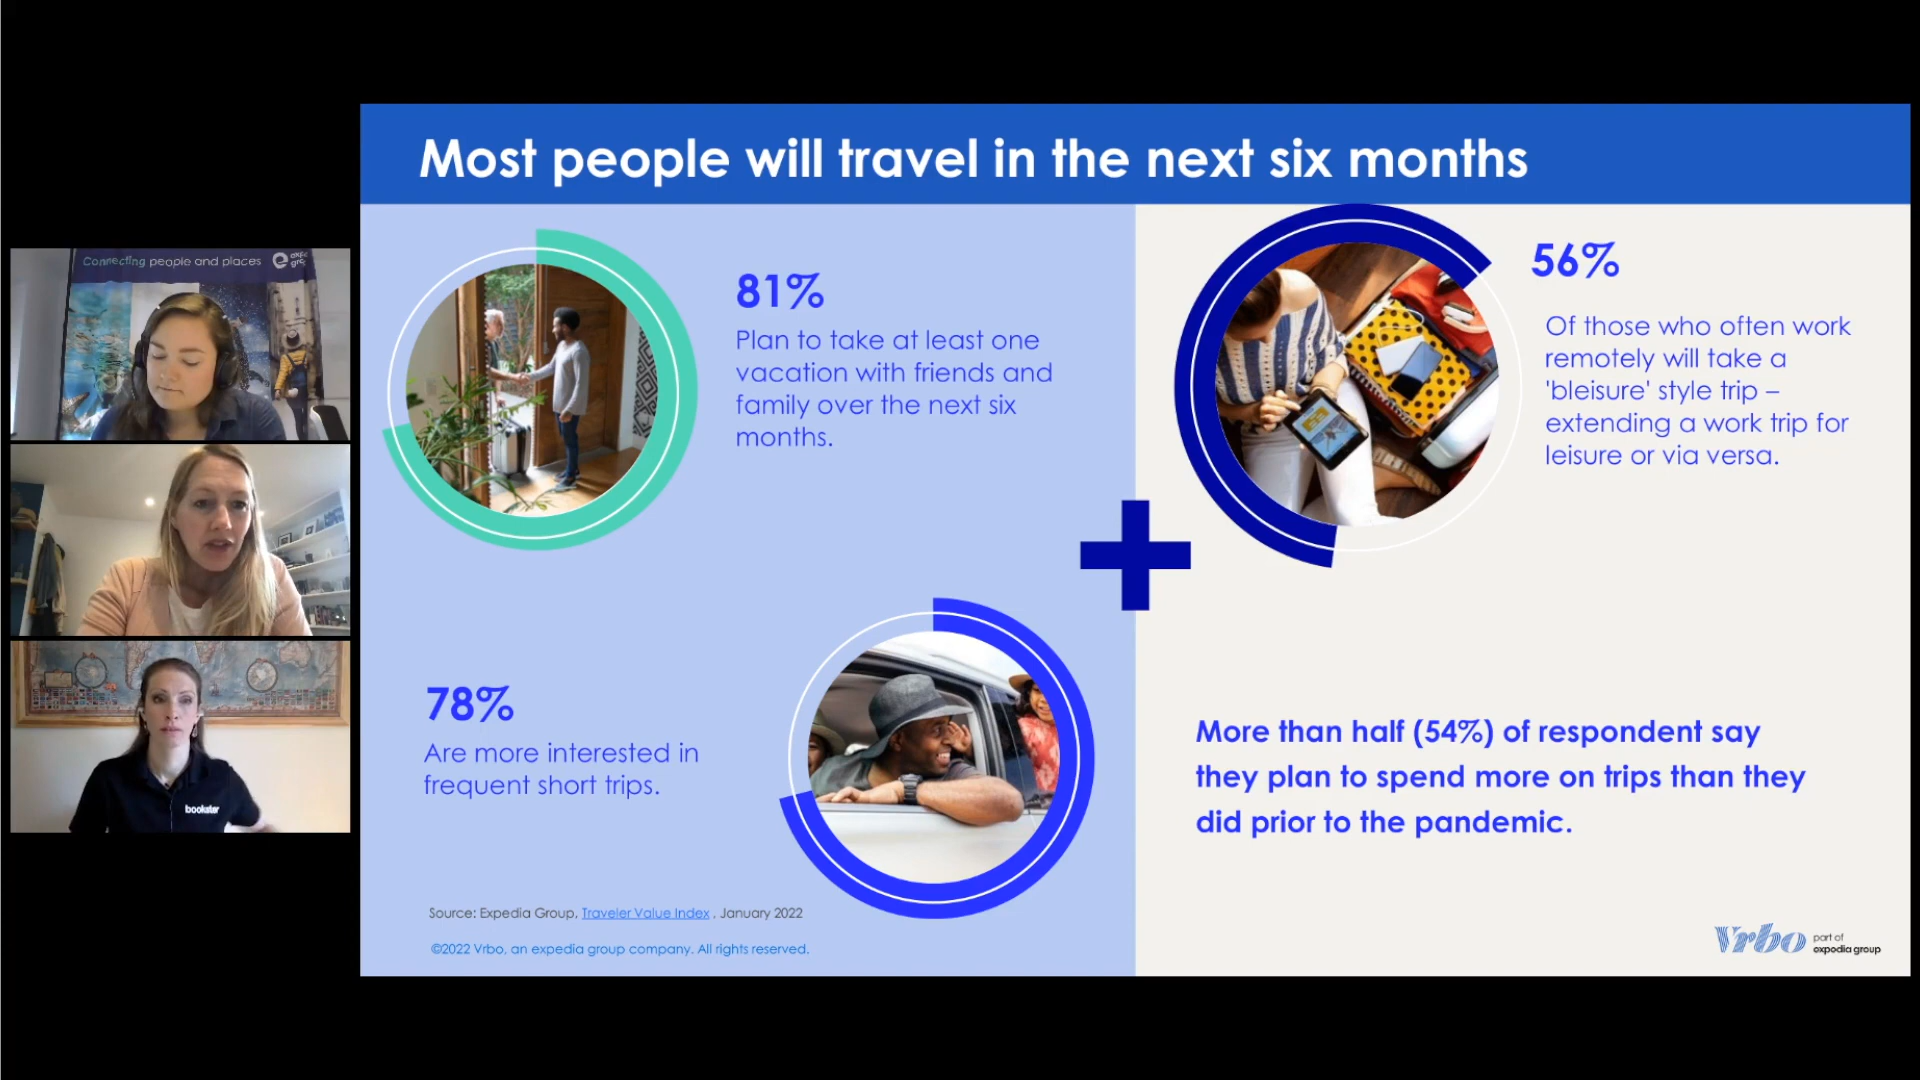 Most people will travel in the next six months
Connecting people and places
81%
Plan to take at least one
vacation with friends and
family over the next six
months.
56%
Of those who often work
remotely will take a
'bleisure' style trip –
extending a work trip for
leisure or via versa.
78%
Are more interested in
frequent short trips.
More than half (54%) of respondent say
they plan to spend more on trips than they
did prior to the pandemic.
bookster
Source: Expedia Group, Traveler Value Index . January 2022
©2022 Vrbo, an expedia group company. All rights reserved.
Vrbo
part of
expedia group